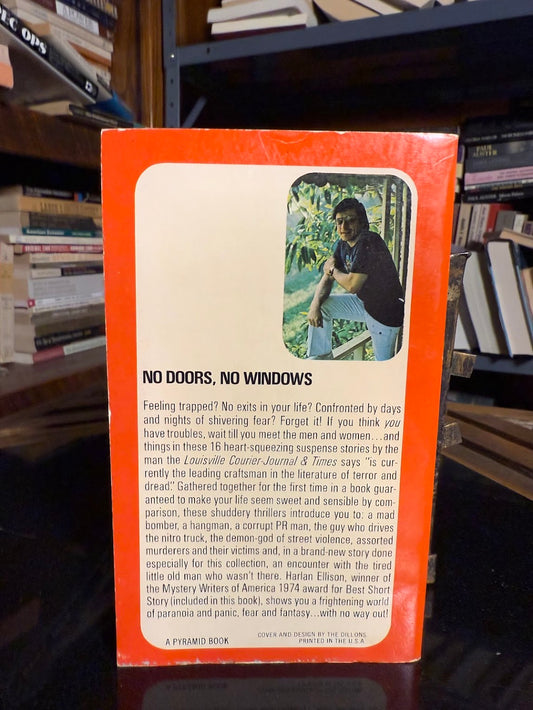 PEC OPS
PAUL
AUSTER
NO DOORS, NO WINDOWS
Feeling trapped? No exits in your life? Confronted by days
and nights of shivering fear? Forget it! If you think you
have troubles, wait till you meet the men and women...and
things in these 16 heart-squeezing suspense stories by the
man the Louisville Courier-Journal & Times says "is cur-
rently the leading craftsman in the literature of terror and
dread." Gathered together for the first time in a book guar-
anteed to make your life seem sweet and sensible by com-
parison, these shuddery thrillers introduce you to: a mad
bomber, a hangman, a corrupt PR man, the guy who drives
the nitro truck, the demon-god of street violence, assorted
murderers and their victims and, in a brand-new story done
especially for this collection, an encounter with the tired
little old man who wasn't there. Harlan Ellison, winner of
the Mystery Writers of America 1974 award for Best Short
Story (included in this book), shows you a frightening world
of paranoia and panic, fear and fantasy...with no way out!
A PYRAMID BOOK
COVER AND DESIGN BY THE DILLONS
PRINTED IN THE U.S.A.